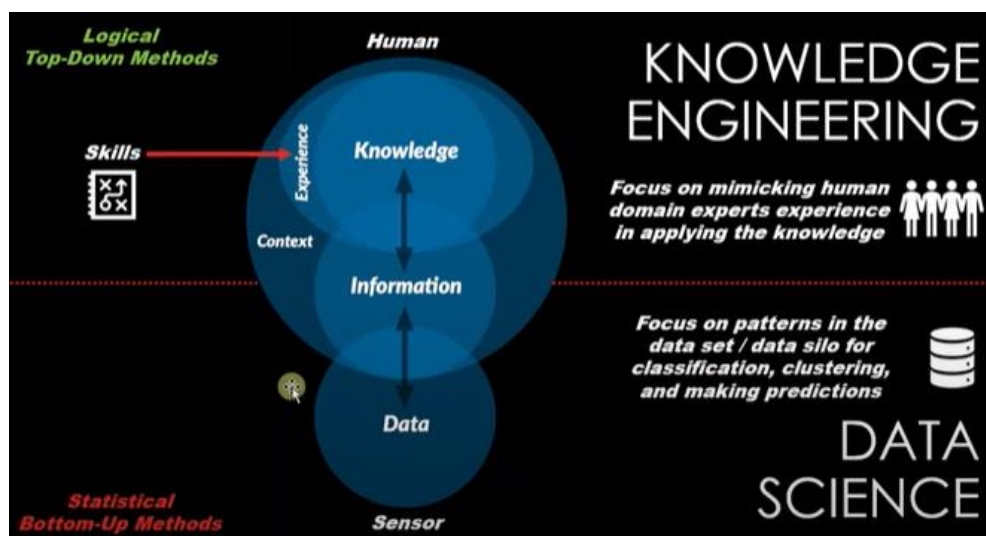 Logical
Top-Down Methods
Human
KNOWLEDGE
ENGINEERING
Skills
Experience
Knowledge
Focus on mimicking human
domain experts experience
in applying the knowledge
Context
Information
Focus on patterns in the
data set / data silo for
classification, clustering,
and making predictions
Data
DATA
SCIENCE
Statistical
Bottom-Up Methods
Sensor